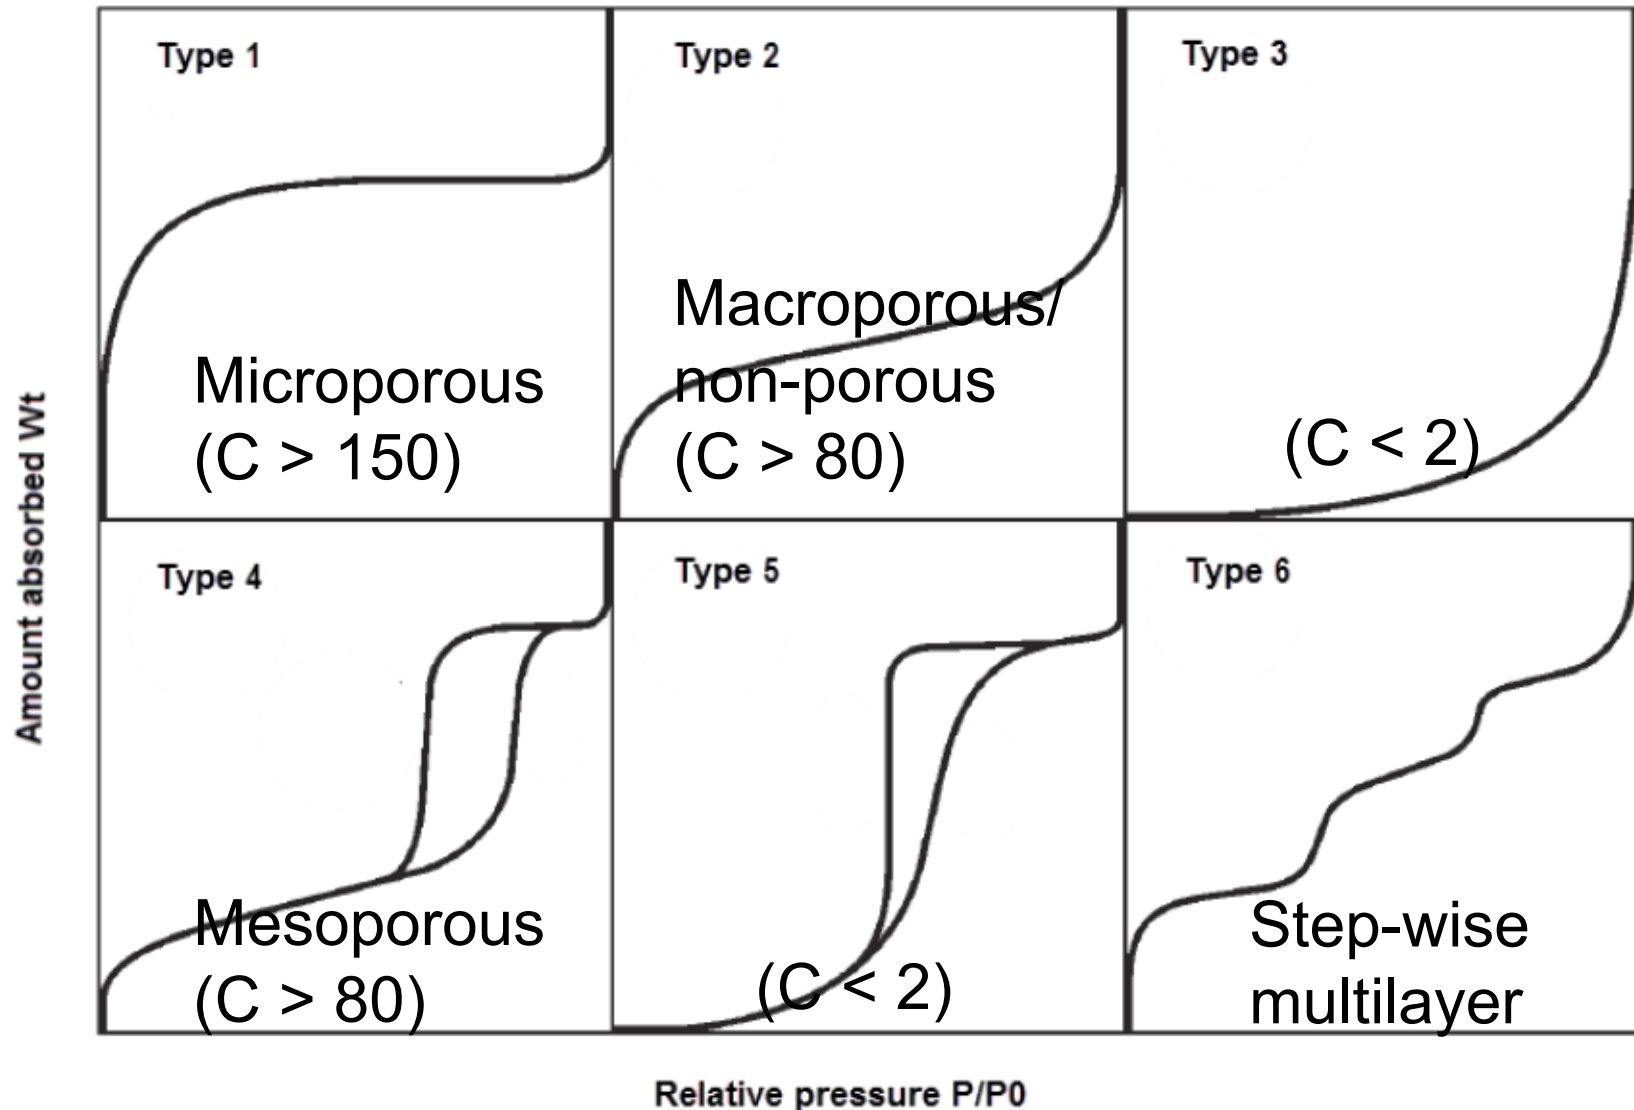 Type 1
Microporous
(C > 150)
Type 2
Macroporous/
non-porous
(C > 80)
Type 3
(C < 2)
Type 4
Mesoporous
(C > 80)
Type 5
(C < 2)
Type 6
Step-wise
multilayer
Amount absorbed Wt
Relative pressure P/P0